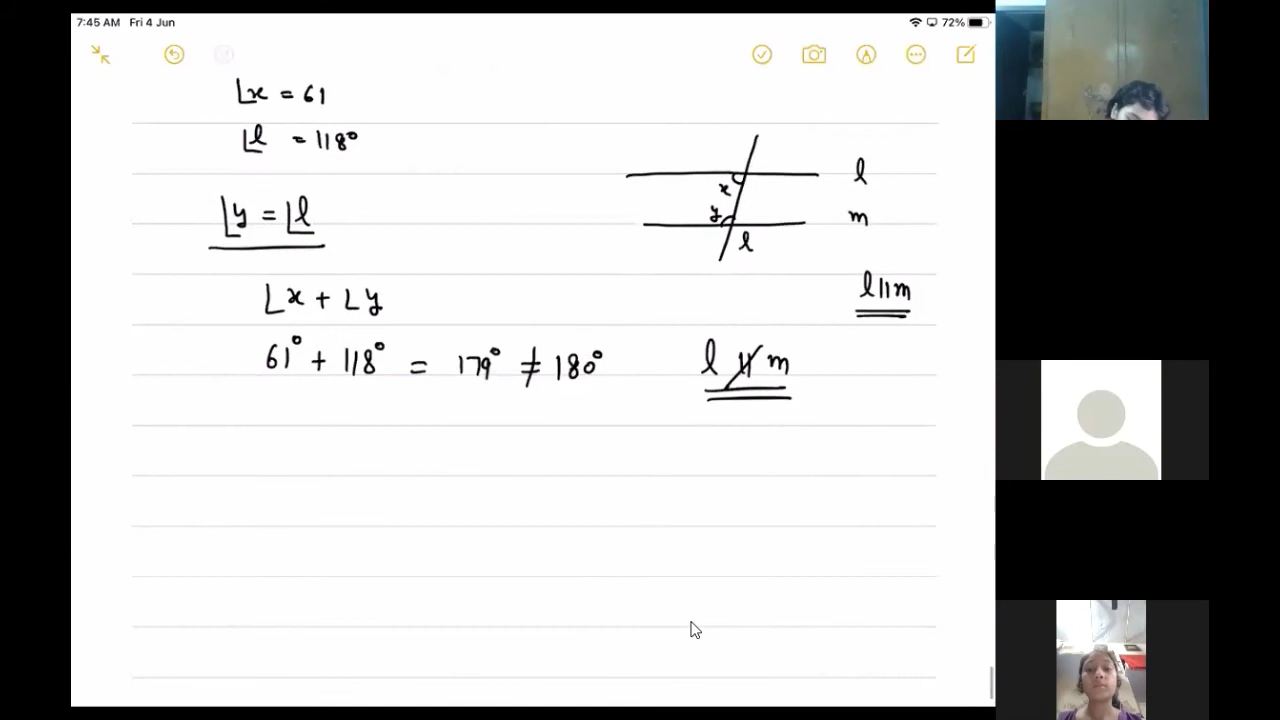 7:45 AM Fri 4 Jun
72%
∠x = 61
∠l = 118°
l
x
y
m
l
∠y = ∠l
∠x + ∠y
l||m
61° + 118° = 179° ≠ 180°
l ∦ m